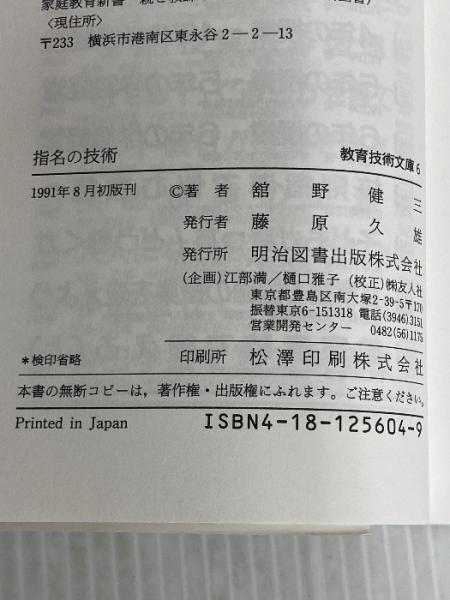 家庭教育新書
〈現住所〉
〒233 横浜市港南区東永谷2-2-13
指名の技術 教育技術文庫6
1991年8月初版刊 ©著者 舘野健三
発行者 藤原久雄
発行所 明治図書出版株式会社
(企画)江部満/樋口雅子 (校正)㈱友人社
東京都豊島区南大塚2-39-5〒170
振替東京6-151318 電話(3946)3151
営業開発センター 0482(56)1175
*検印省略 印刷所 松澤印刷株式会社
本書の無断コピーは,著作権・出版権にふれます。ご注意ください。
Printed in Japan ISBN4-18-125604-9